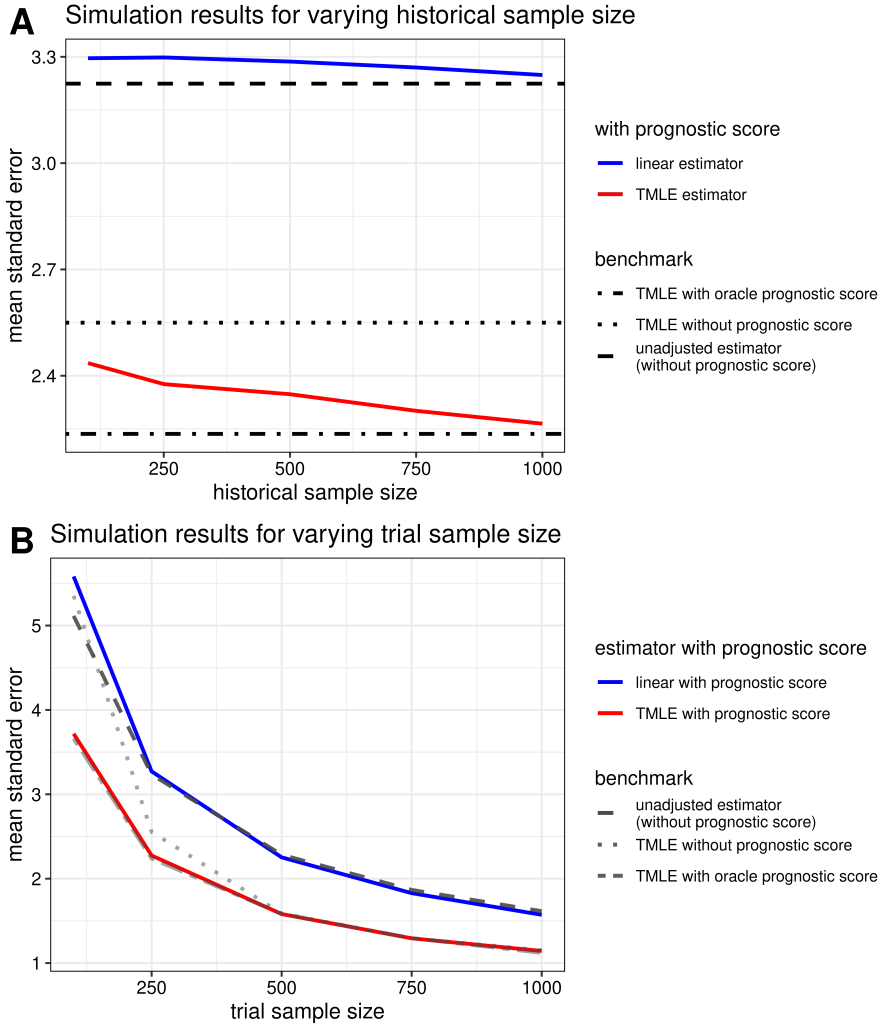 A
Simulation results for varying historical sample size
mean standard error
3.3
3.0
2.7
2.4
250
500
750
1000
historical sample size
with prognostic score
linear estimator
TMLE estimator
benchmark
TMLE with oracle prognostic score
TMLE without prognostic score
unadjusted estimator
(without prognostic score)
B
Simulation results for varying trial sample size
mean standard error
5
4
3
2
1
250
500
750
1000
trial sample size
estimator with prognostic score
linear with prognostic score
TMLE with prognostic score
benchmark
unadjusted estimator
(without prognostic score)
TMLE without prognostic score
TMLE with oracle prognostic score